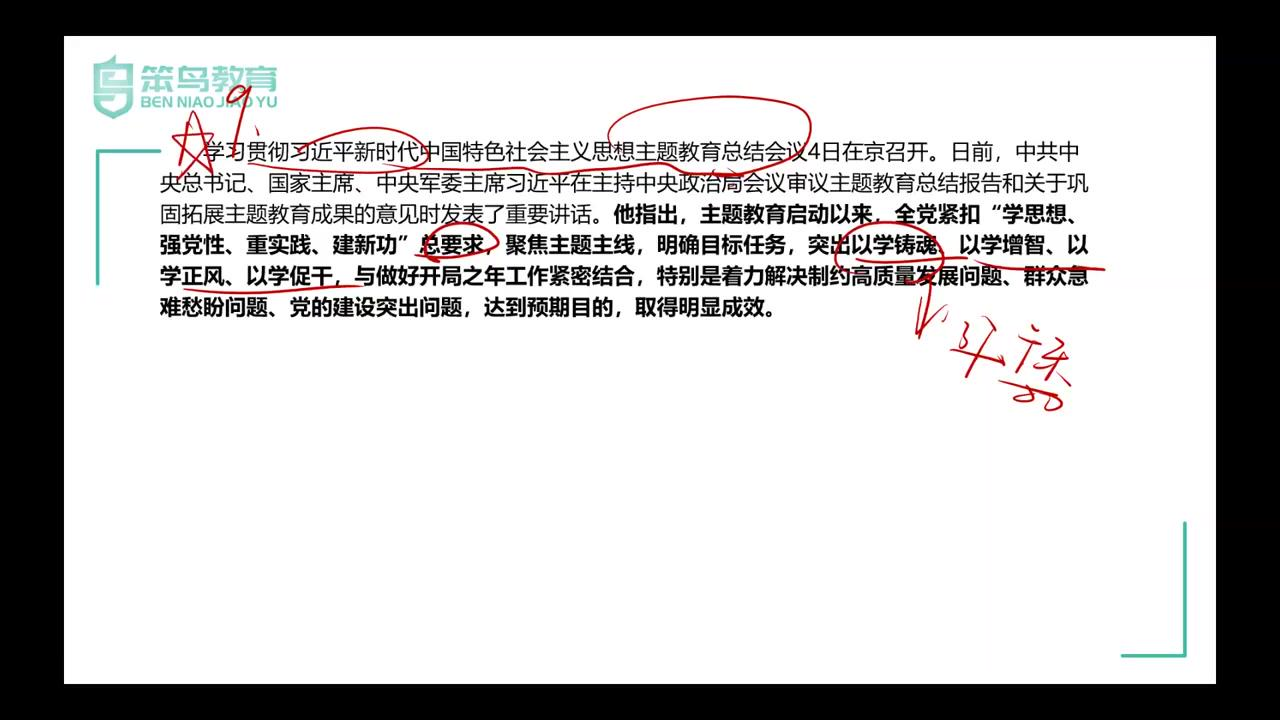 笨鸟教育
BEN NIAO JIAO YU
9.
学习贯彻习近平新时代中国特色社会主义思想主题教育总结会议4日在京召开。日前，中共中
央总书记、国家主席、中央军委主席习近平在主持中央政治局会议审议主题教育总结报告和关于巩
固拓展主题教育成果的意见时发表了重要讲话。他指出，主题教育启动以来，全党紧扣“学思想、
强党性、重实践、建新功”总要求，聚焦主题主线，明确目标任务，突出以学铸魂、以学增智、以
学正风、以学促干，与做好开局之年工作紧密结合，特别是着力解决制约高质量发展问题、群众急
难愁盼问题、党的建设突出问题，达到预期目的，取得明显成效。